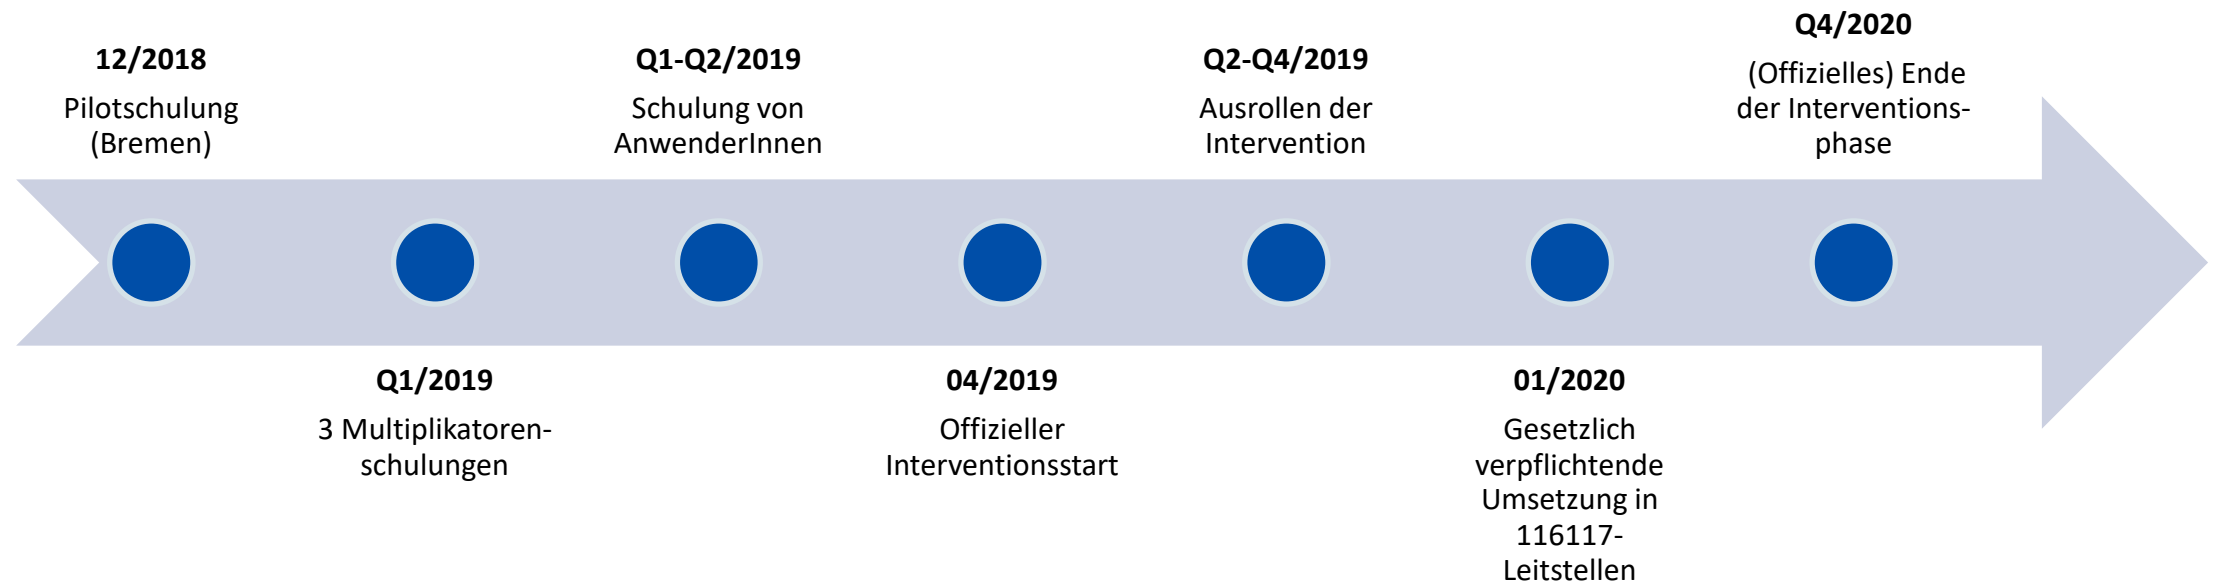 12/2018
Pilotschulung
(Bremen)
Q1/2019
3 Multiplikatoren-
schulungen
Q1-Q2/2019
Schulung von
AnwenderInnen
04/2019
Offizieller
Interventionsstart
Q2-Q4/2019
Ausrollen der
Intervention
01/2020
Gesetzlich
verpflichtende
Umsetzung in
116117-
Leitstellen
Q4/2020
(Offizielles) Ende
der Interventions-
phase